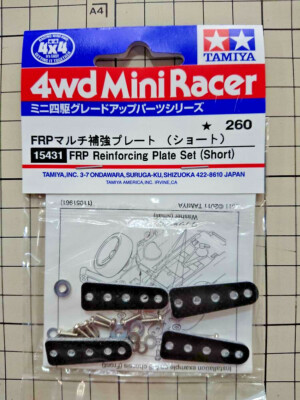 A4
4x4
TAMIYA
4wd Mini Racer
ミニ四駆グレードアップパーツシリーズ
★ 260
FRPマルチ補強プレート (ショート)
15431 FRP Reinforcing Plate Set (Short)
TAMIYA,INC. 3-7 ONDAWARA,SURUGA-KU,SHIZUOKA 422-8610 JAPAN
TAMIYA AMERICA, INC. IRVINE,CA
Washer (small)